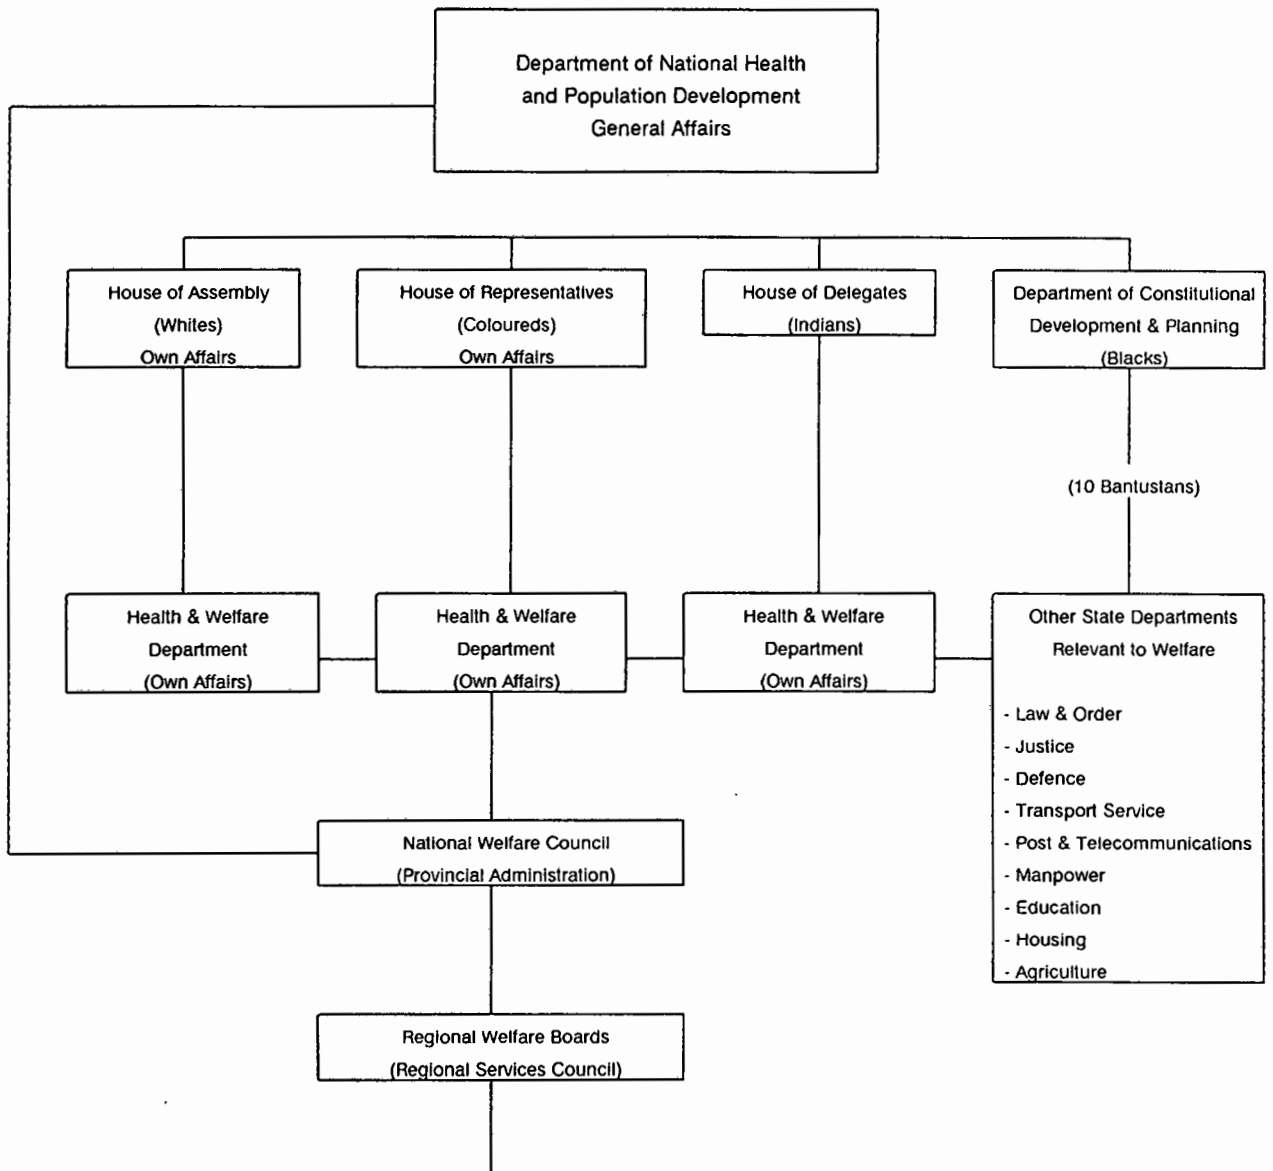 Department of National Health
and Population Development
General Affairs
House of Assembly
(Whites)
Own Affairs
House of Representatives
(Coloureds)
Own Affairs
House of Delegates
(Indians)
Department of Constitutional
Development & Planning
(Blacks)
(10 Bantustans)
Health & Welfare
Department
(Own Affairs)
Health & Welfare
Department
(Own Affairs)
Health & Welfare
Department
(Own Affairs)
Other State Departments
Relevant to Welfare
- Law & Order
- Justice
- Defence
- Transport Service
- Post & Telecommunications
- Manpower
- Education
- Housing
- Agriculture
National Welfare Council
(Provincial Administration)
Regional Welfare Boards
(Regional Services Council)